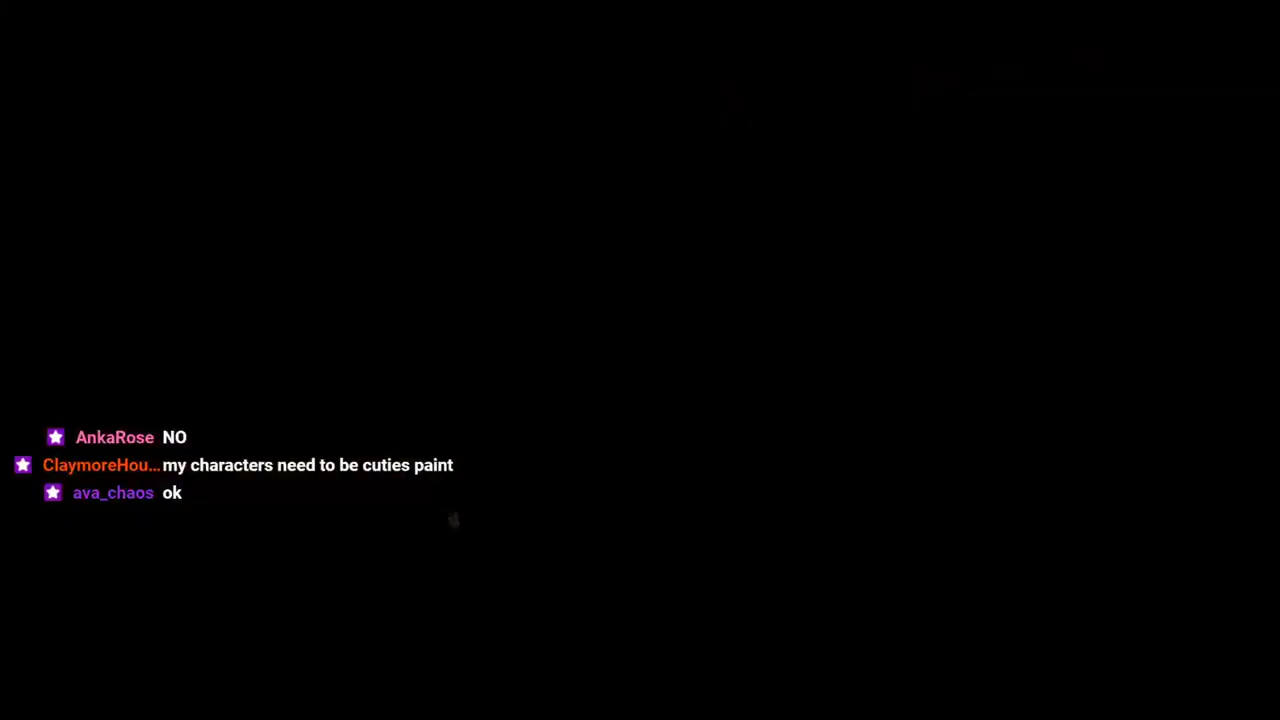 AnkaRose NO
ClaymoreHou... my characters need to be cuties paint
ava_chaos ok